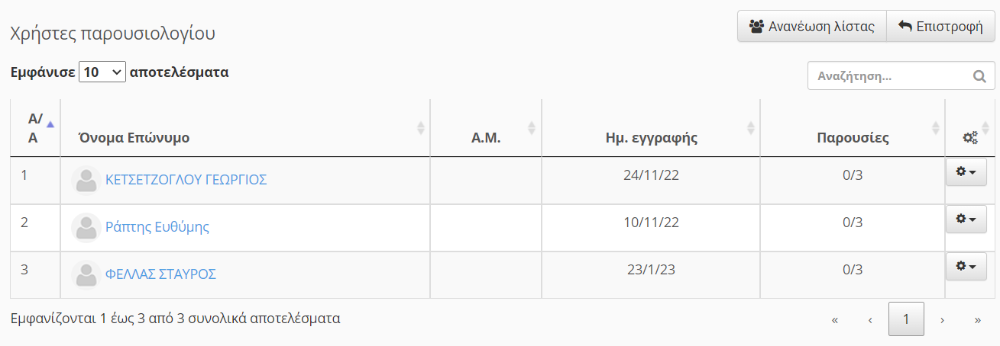 Χρήστες παρουσιολογίου
Ανανέωση λίστας Επιστροφή
Εμφάνισε 10 αποτελέσματα
Αναζήτηση...
Α/Α Όνομα Επώνυμο Α.Μ. Ημ. εγγραφής Παρουσίες
1 ΚΕΤΣΕΤΖΟΓΛΟΥ ΓΕΩΡΓΙΟΣ 24/11/22 0/3
2 Ράπτης Ευθύμης 10/11/22 0/3
3 ΦΕΛΛΑΣ ΣΤΑΥΡΟΣ 23/1/23 0/3
Εμφανίζονται 1 έως 3 από 3 συνολικά αποτελέσματα « ‹ 1 › »